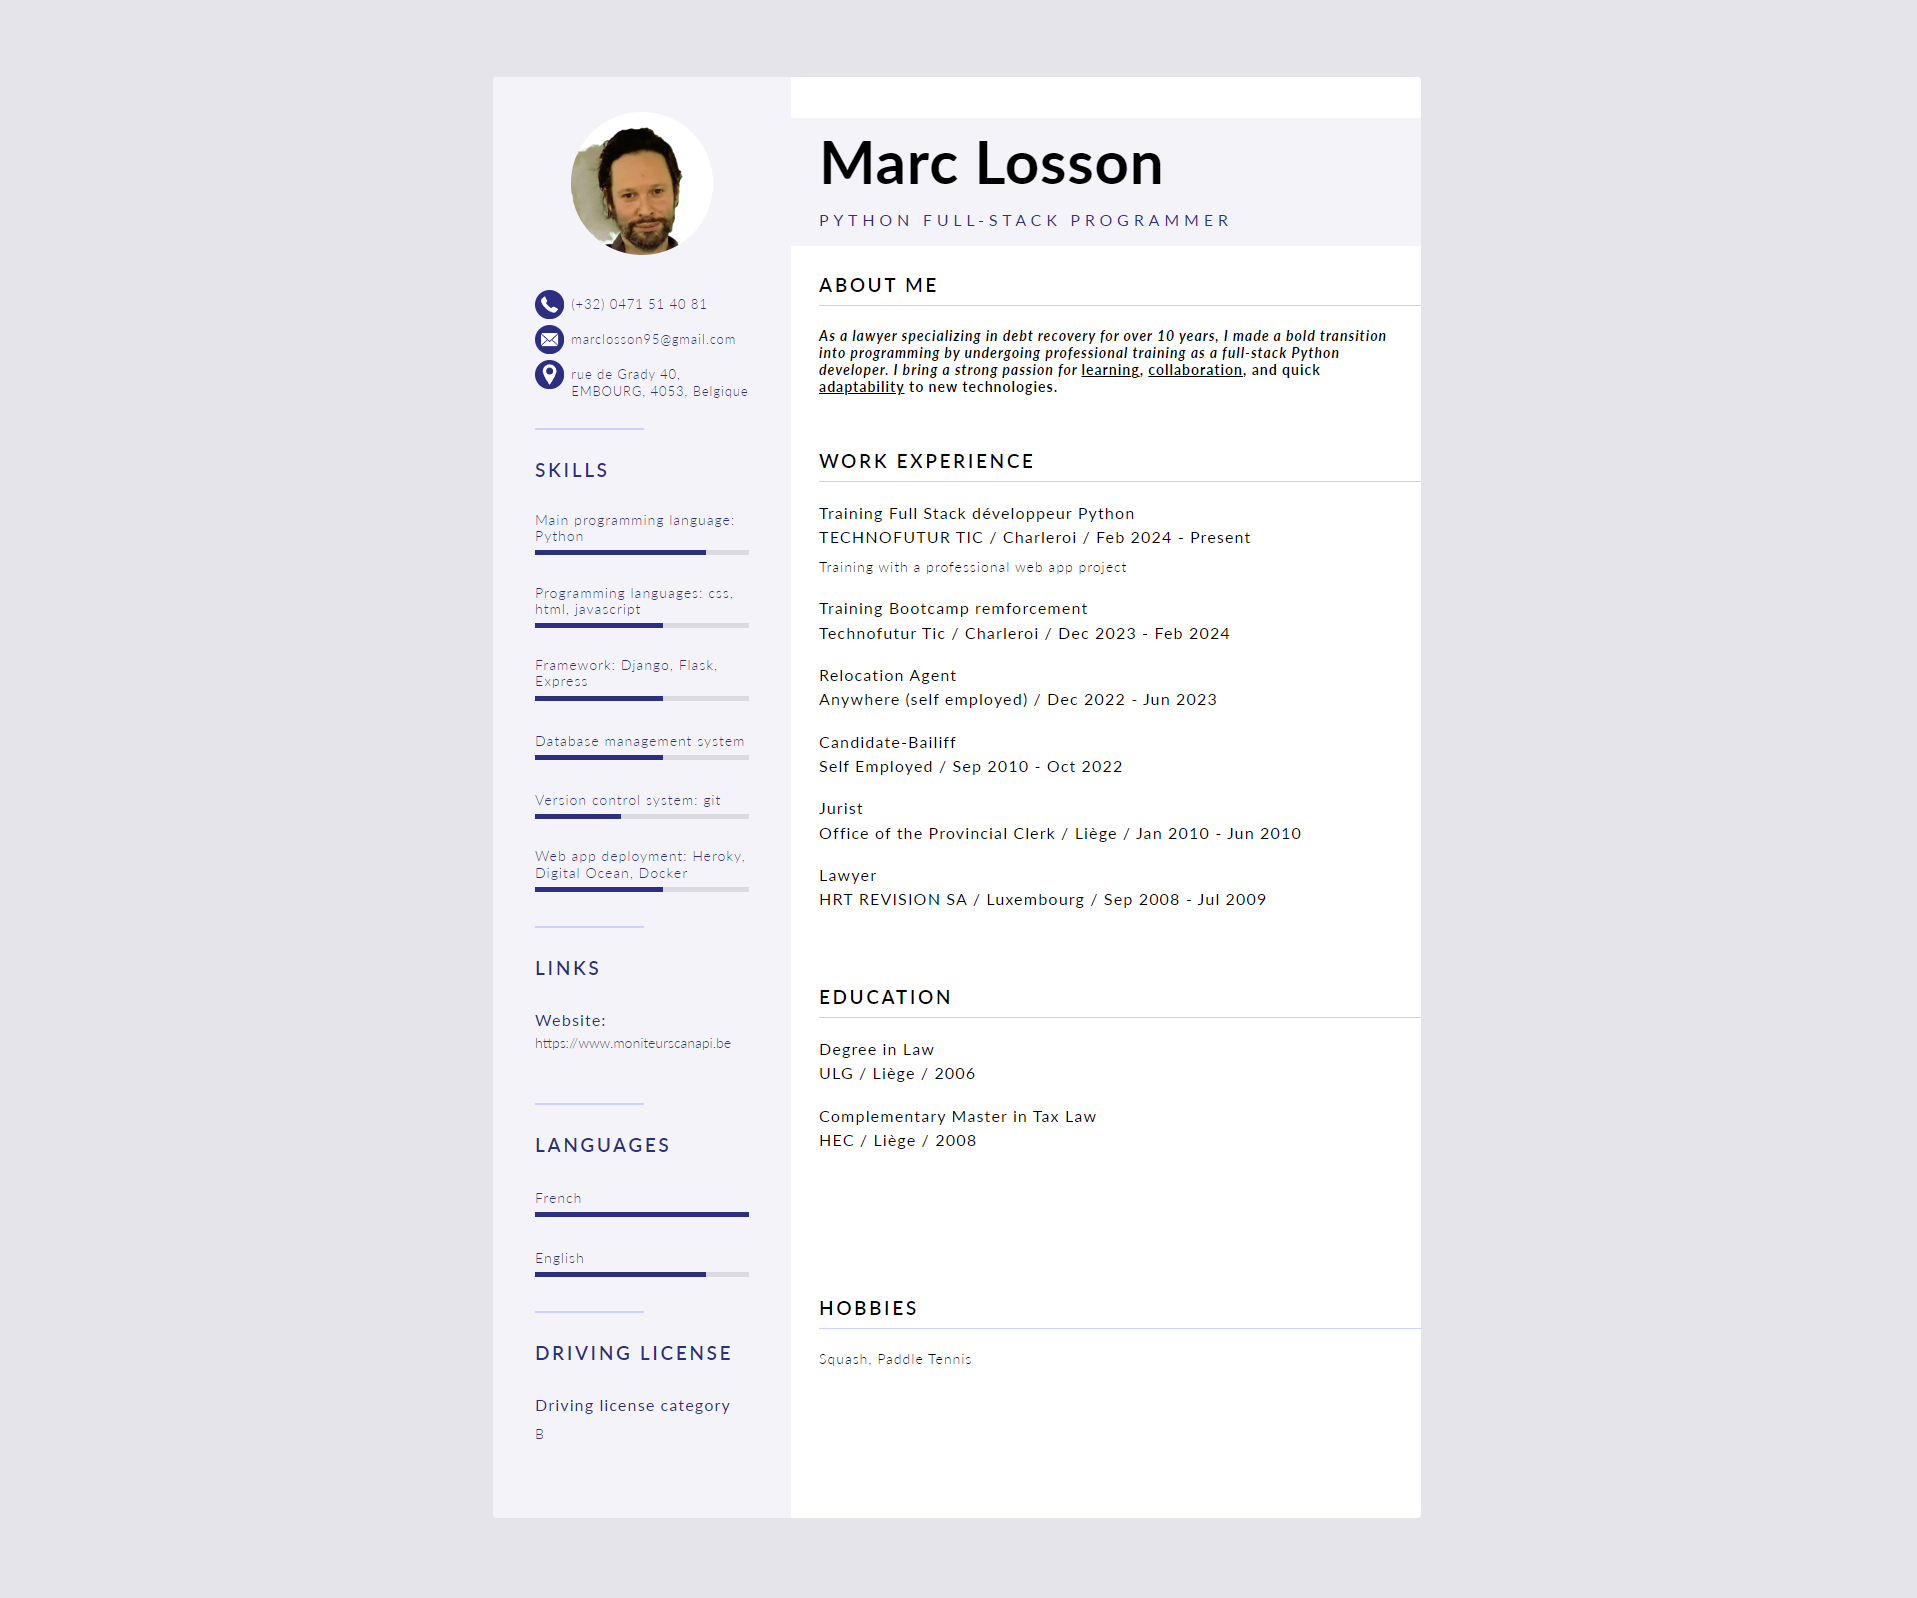 (+32) 0471 51 40 81
marclosson95@gmail.com
rue de Grady 40,
EMBOURG, 4053, Belgique
SKILLS
Main programming language:
Python
Programming languages: css,
html, javascript
Framework: Django, Flask,
Express
Database management system
Version control system: git
Web app deployment: Heroky,
Digital Ocean, Docker
LINKS
Website:
https://www.moniteurscanapi.be
LANGUAGES
French
English
DRIVING LICENSE
Driving license category
B
Marc Losson
PYTHON FULL-STACK PROGRAMMER
ABOUT ME
As a lawyer specializing in debt recovery for over 10 years, I made a bold transition
into programming by undergoing professional training as a full-stack Python
developer. I bring a strong passion for learning, collaboration, and quick
adaptability to new technologies.
WORK EXPERIENCE
Training Full Stack développeur Python
TECHNOFUTUR TIC / Charleroi / Feb 2024 - Present
Training with a professional web app project
Training Bootcamp remforcement
Technofutur Tic / Charleroi / Dec 2023 - Feb 2024
Relocation Agent
Anywhere (self employed) / Dec 2022 - Jun 2023
Candidate-Bailiff
Self Employed / Sep 2010 - Oct 2022
Jurist
Office of the Provincial Clerk / Liège / Jan 2010 - Jun 2010
Lawyer
HRT REVISION SA / Luxembourg / Sep 2008 - Jul 2009
EDUCATION
Degree in Law
ULG / Liège / 2006
Complementary Master in Tax Law
HEC / Liège / 2008
HOBBIES
Squash, Paddle Tennis